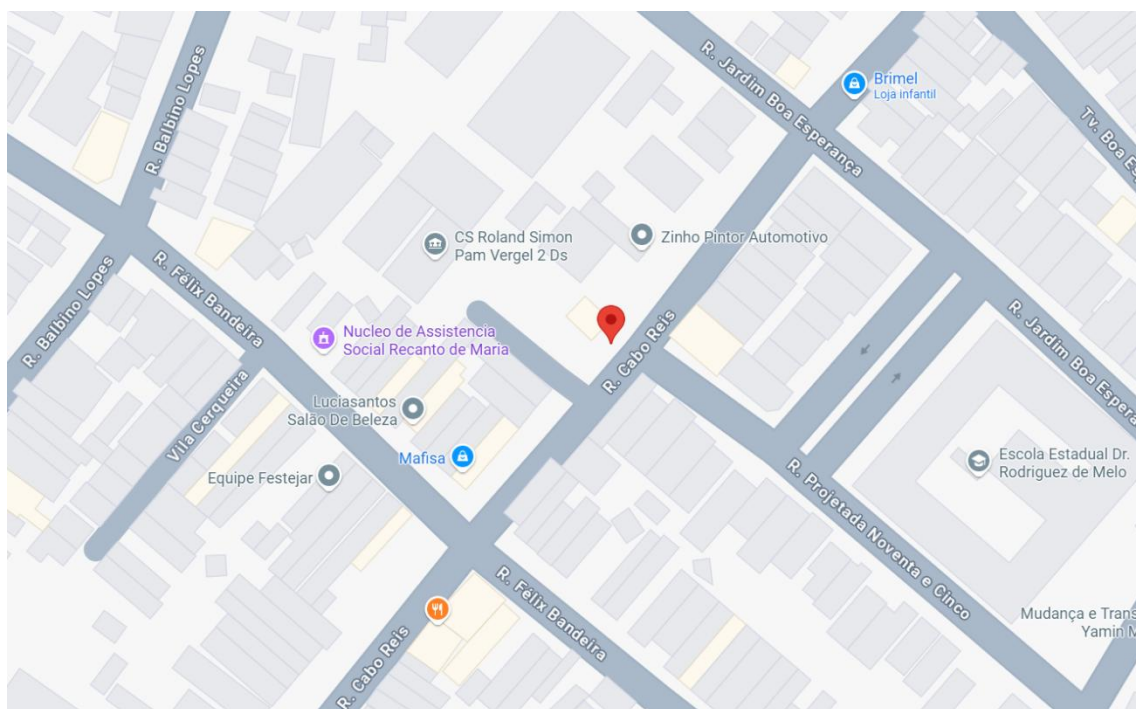 R. Balbino Lopes
R. Jardim Boa Esperança
Brimel
Loja infantil
Tv. Boa Es
CS Roland Simon
Pam Vergel 2 Ds
Zinho Pintor Automotivo
R. Félix Bandeira
R. Balbino Lopes
Nucleo de Assistencia
Social Recanto de Maria
R. Cabo Reis
R. Jardim Boa Espera
Vila Cerqueira
Luciasantos
Salão De Beleza
Mafisa
Equipe Festejar
Escola Estadual Dr.
Rodriguez de Melo
R. Projetada Noventa e Cinco
R. Félix Bandeira
Mudança e Trans
Yamin M
R. Cabo Reis